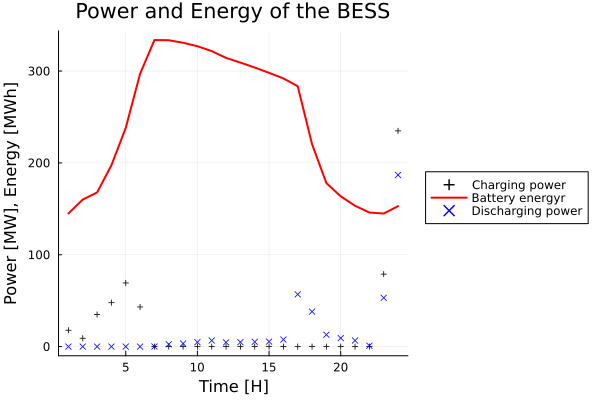 Power and Energy of the BESS
Power [MW], Energy [MWh]
300
200
100
0
5
10
15
20
Time [H]
Charging power
Battery energyr
Discharging power